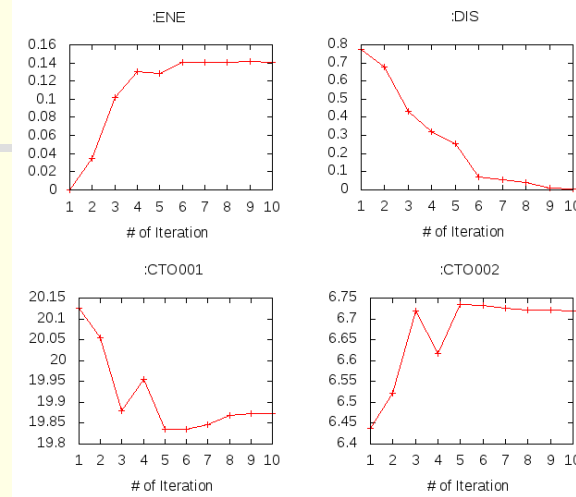 :ENE
0.16
0.14
0.12
0.1
0.08
0.06
0.04
0.02
0
1 2 3 4 5 6 7 8 9 10
# of Iteration
:DIS
0.8
0.7
0.6
0.5
0.4
0.3
0.2
0.1
0
1 2 3 4 5 6 7 8 9 10
# of Iteration
:CTO001
20.15
20.1
20.05
20
19.95
19.9
19.85
19.8
1 2 3 4 5 6 7 8 9 10
# of Iteration
:CTO002
6.75
6.7
6.65
6.6
6.55
6.5
6.45
6.4
1 2 3 4 5 6 7 8 9 10
# of Iteration